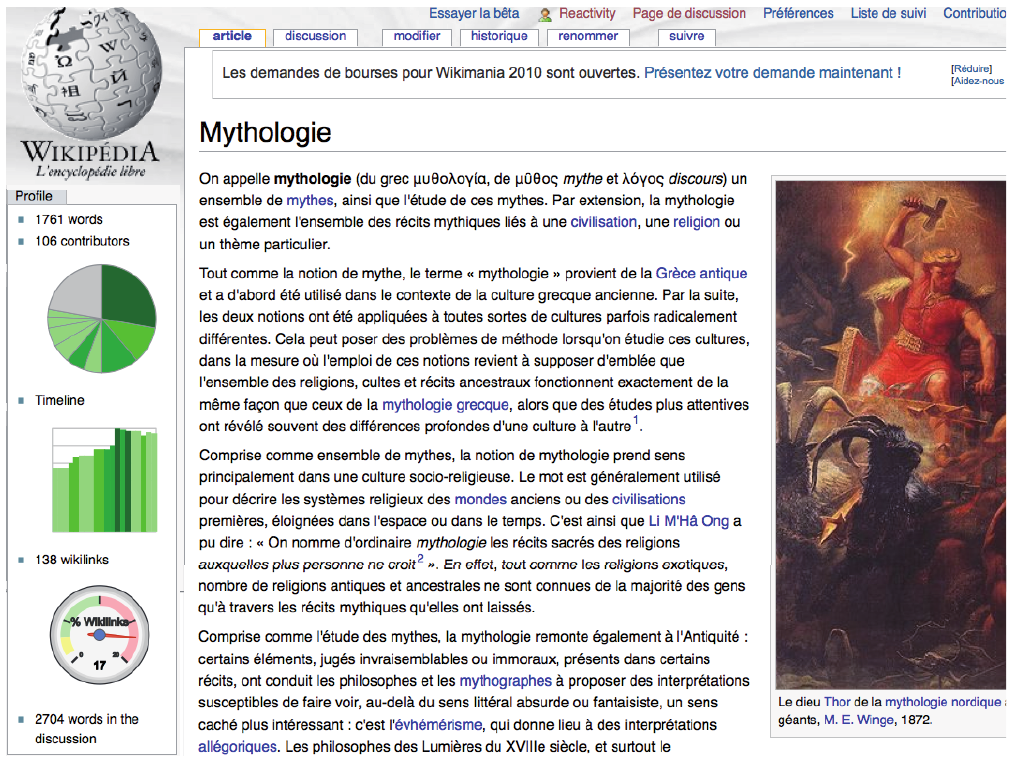 Essayer la bêta Reactivity Page de discussion Préférences Liste de suivi Contributio
article discussion modifier historique renommer suivre
Les demandes de bourses pour Wikimania 2010 sont ouvertes. Présentez votre demande maintenant !
[Réduire]
[Aidez-nous
WIKIPÉDIA
L'encyclopédie libre
Profile
1761 words
106 contributors
Timeline
138 wikilinks
% Wikilinks
0 20
17
2704 words in the
discussion
Mythologie
On appelle mythologie (du grec μυθολογία, de μῦθος mythe et λόγος discours) un
ensemble de mythes, ainsi que l'étude de ces mythes. Par extension, la mythologie
est également l'ensemble des récits mythiques liés à une civilisation, une religion ou
un thème particulier.
Tout comme la notion de mythe, le terme « mythologie » provient de la Grèce antique
et a d'abord été utilisé dans le contexte de la culture grecque ancienne. Par la suite,
les deux notions ont été appliquées à toutes sortes de cultures parfois radicalement
différentes. Cela peut poser des problèmes de méthode lorsqu'on étudie ces cultures,
dans la mesure où l'emploi de ces notions revient à supposer d'emblée que
l'ensemble des religions, cultes et récits ancestraux fonctionnent exactement de la
même façon que ceux de la mythologie grecque, alors que des études plus attentives
ont révélé souvent des différences profondes d'une culture à l'autre1.
Comprise comme ensemble de mythes, la notion de mythologie prend sens
principalement dans une culture socio-religieuse. Le mot est généralement utilisé
pour décrire les systèmes religieux des mondes anciens ou des civilisations
premières, éloignées dans l'espace ou dans le temps. C'est ainsi que Li M'Hâ Ong a
pu dire : « On nomme d'ordinaire mythologie les récits sacrés des religions
auxquelles plus personne ne croit2 ». En effet, tout comme les religions exotiques,
nombre de religions antiques et ancestrales ne sont connues de la majorité des gens
qu'à travers les récits mythiques qu'elles ont laissés.
Comprise comme l'étude des mythes, la mythologie remonte également à l'Antiquité :
certains éléments, jugés invraisemblables ou immoraux, présents dans certains
récits, ont conduit les philosophes et les mythographes à proposer des interprétations
susceptibles de faire voir, au-delà du sens littéral absurde ou fantaisiste, un sens
caché plus intéressant : c'est l'évhémérisme, qui donne lieu à des interprétations
allégoriques. Les philosophes des Lumières du XVIIIe siècle, et surtout le
Le dieu Thor de la mythologie nordique
géants, M. E. Winge, 1872.